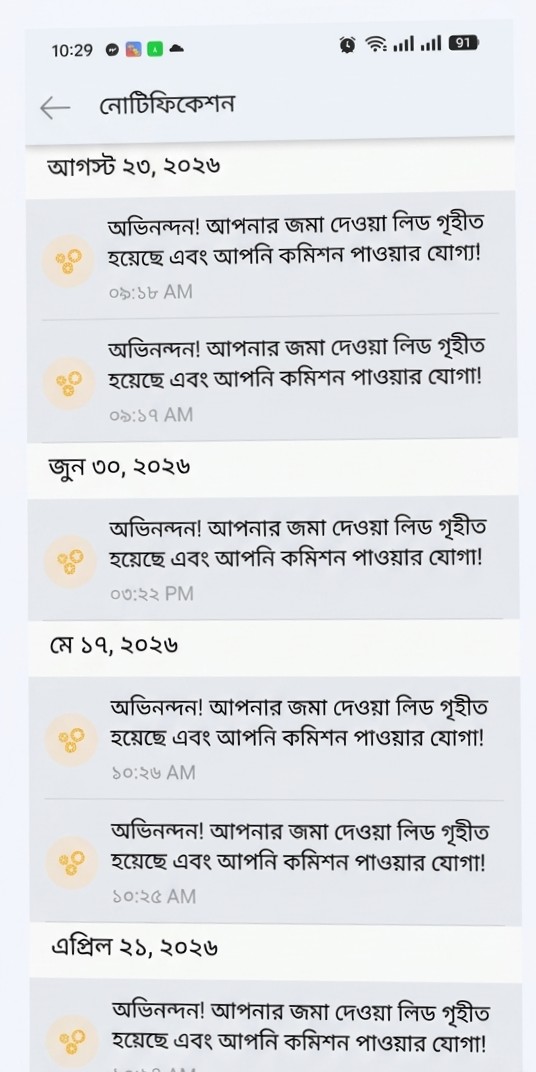 10:29
91
নোটিফিকেশন
আগস্ট ২৩, ২০২৬
অভিনন্দন! আপনার জমা দেওয়া লিড গৃহীত
হয়েছে এবং আপনি কমিশন পাওয়ার যোগ্য!
০৯:১৮ AM
অভিনন্দন! আপনার জমা দেওয়া লিড গৃহীত
হয়েছে এবং আপনি কমিশন পাওয়ার যোগ্য!
০৯:১৭ AM
জুন ৩০, ২০২৬
অভিনন্দন! আপনার জমা দেওয়া লিড গৃহীত
হয়েছে এবং আপনি কমিশন পাওয়ার যোগ্য!
০৩:২২ PM
মে ১৭, ২০২৬
অভিনন্দন! আপনার জমা দেওয়া লিড গৃহীত
হয়েছে এবং আপনি কমিশন পাওয়ার যোগ্য!
১০:২৬ AM
অভিনন্দন! আপনার জমা দেওয়া লিড গৃহীত
হয়েছে এবং আপনি কমিশন পাওয়ার যোগ্য!
১০:২৫ AM
এপ্রিল ২১, ২০২৬
অভিনন্দন! আপনার জমা দেওয়া লিড গৃহীত
হয়েছে এবং আপনি কমিশন পাওয়ার যোগ্য!